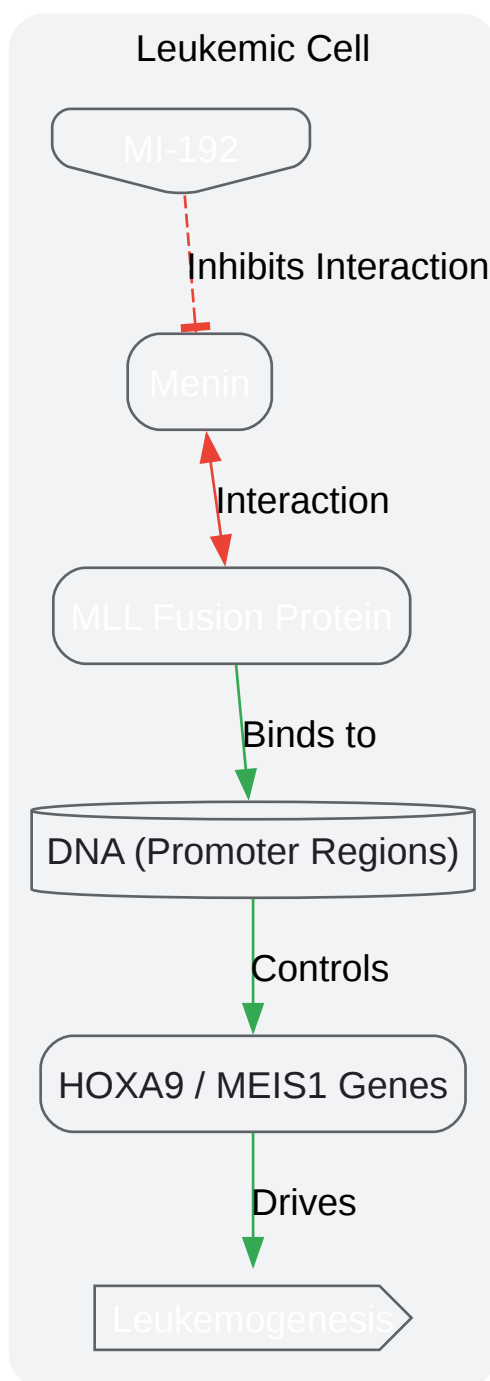 Leukemic Cell
MI-192
Inhibits Interaction
Menin
Interaction
MLL Fusion Protein
Binds to
DNA (Promoter Regions)
Controls
HOXA9 / MEIS1 Genes
Drives
Leukemogenesis